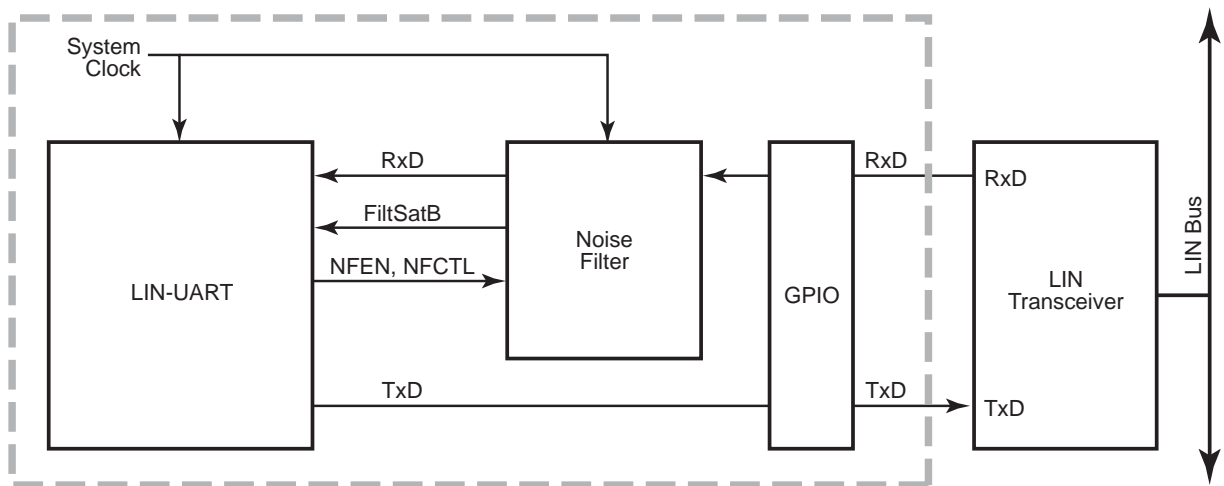 System
Clock
RxD
RxD
RxD
FiltSatB
NFEN, NFCTL
Noise
Filter
LIN-UART
GPIO
LIN
Transceiver
LIN Bus
TxD
TxD
TxD